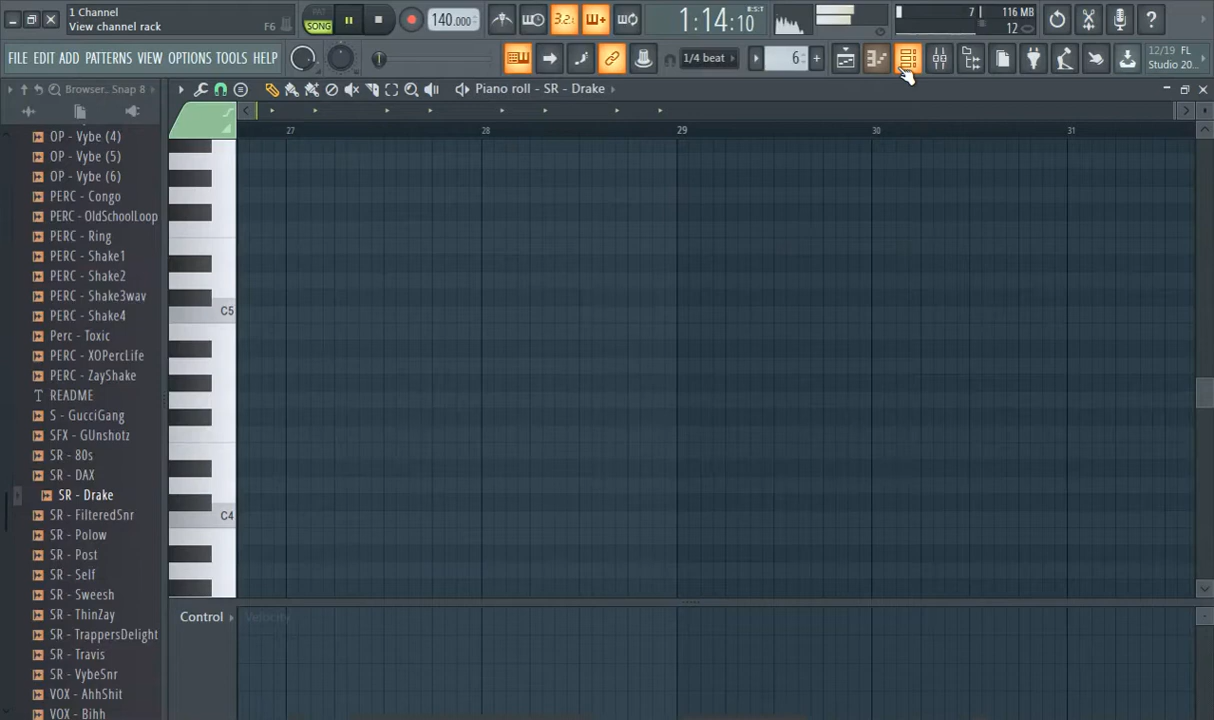 1 Channel
View channel rack
F6
PAT
SONG
140.000
3.2.
1:14:10
B:S:T
7
116 MB
12
FILE EDIT ADD PATTERNS VIEW OPTIONS TOOLS HELP
1/4 beat
6
12/19 FL
Studio 20...
Browser.. Snap 8
Piano roll - SR - Drake
27
28
29
30
31
OP - Vybe (4)
OP - Vybe (5)
OP - Vybe (6)
PERC - Congo
PERC - OldSchoolLoop
PERC - Ring
PERC - Shake1
PERC - Shake2
PERC - Shake3wav
PERC - Shake4
Perc - Toxic
PERC - XOPercLife
PERC - ZayShake
README
S - GucciGang
SFX - GUnshotz
SR - 80s
SR - DAX
SR - Drake
SR - FilteredSnr
SR - Polow
SR - Post
SR - Self
SR - Sweesh
SR - ThinZay
SR - TrappersDelight
SR - Travis
SR - VybeSnr
VOX - AhhShit
VOX - Bihh
C5
C4
Control
Velocity